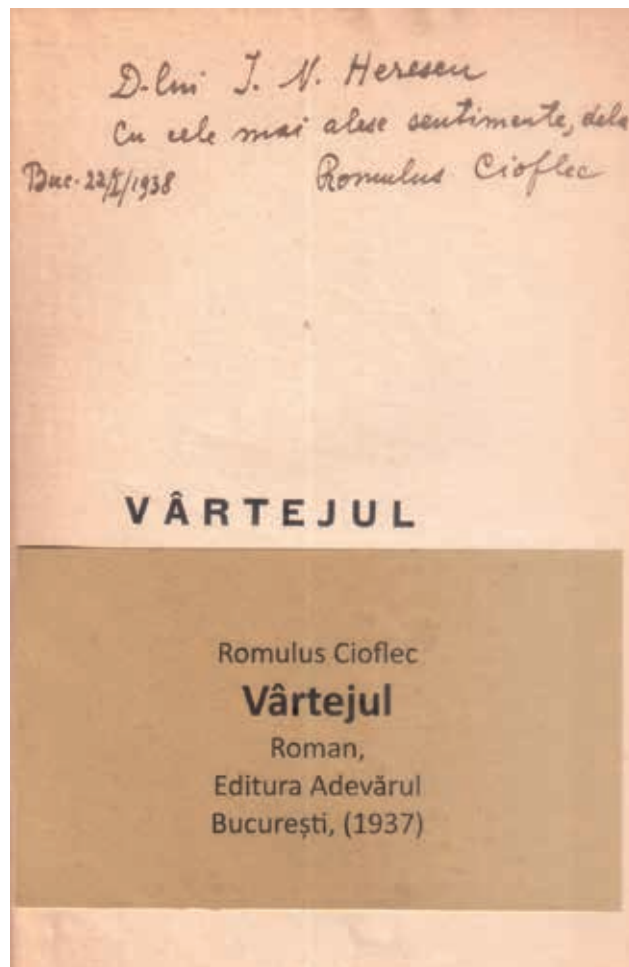 D-lui I. N. Herescu
Cu cele mai alese sentimente, dela
Buc. 22/X/1938 Romulus Cioflec
VÂRTEJUL
Romulus Cioflec
Vârtejul
Roman,
Editura Adevărul
București, (1937)